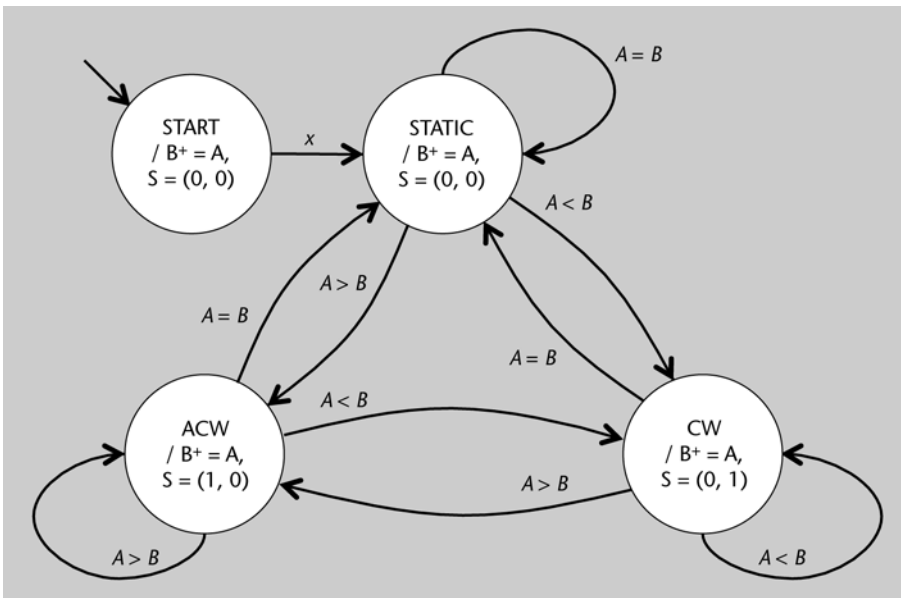 A = B
START
/ B⁺ = A,
S = (0, 0)
x
STATIC
/ B⁺ = A,
S = (0, 0)
A < B
A > B
A = B
A = B
A < B
ACW
/ B⁺ = A,
S = (1, 0)
CW
/ B⁺ = A,
S = (0, 1)
A > B
A > B
A < B